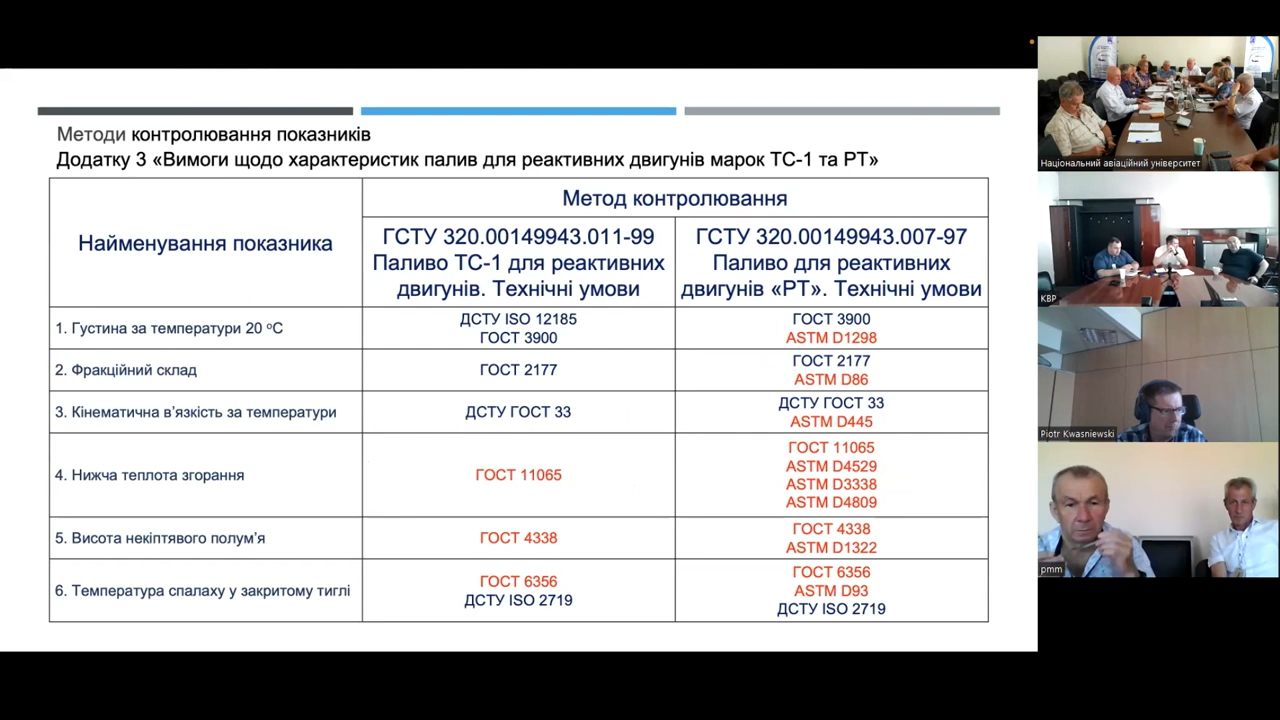 Методи контролювання показників
Додатку 3 «Вимоги щодо характеристик палив для реактивних двигунів марок ТС-1 та РТ»
Найменування показника
Метод контролювання
ГСТУ 320.00149943.011-99
Паливо ТС-1 для реактивних
двигунів. Технічні умови
ГСТУ 320.00149943.007-97
Паливо для реактивних
двигунів «РТ». Технічні умови
1. Густина за температури 20 ºС
ДСТУ ISO 12185
ГОСТ 3900
ГОСТ 3900
ASTM D1298
2. Фракційний склад
ГОСТ 2177
ГОСТ 2177
ASTM D86
3. Кінематична в’язкість за температури
ДСТУ ГОСТ 33
ДСТУ ГОСТ 33
ASTM D445
4. Нижча теплота згорання
ГОСТ 11065
ГОСТ 11065
ASTM D4529
ASTM D3338
ASTM D4809
5. Висота некіптявого полум’я
ГОСТ 4338
ГОСТ 4338
ASTM D1322
6. Температура спалаху у закритому тиглі
ГОСТ 6356
ДСТУ ISO 2719
ГОСТ 6356
ASTM D93
ДСТУ ISO 2719
Національний авіаційний університет
КВР
Piotr Kwasniewski
pmm